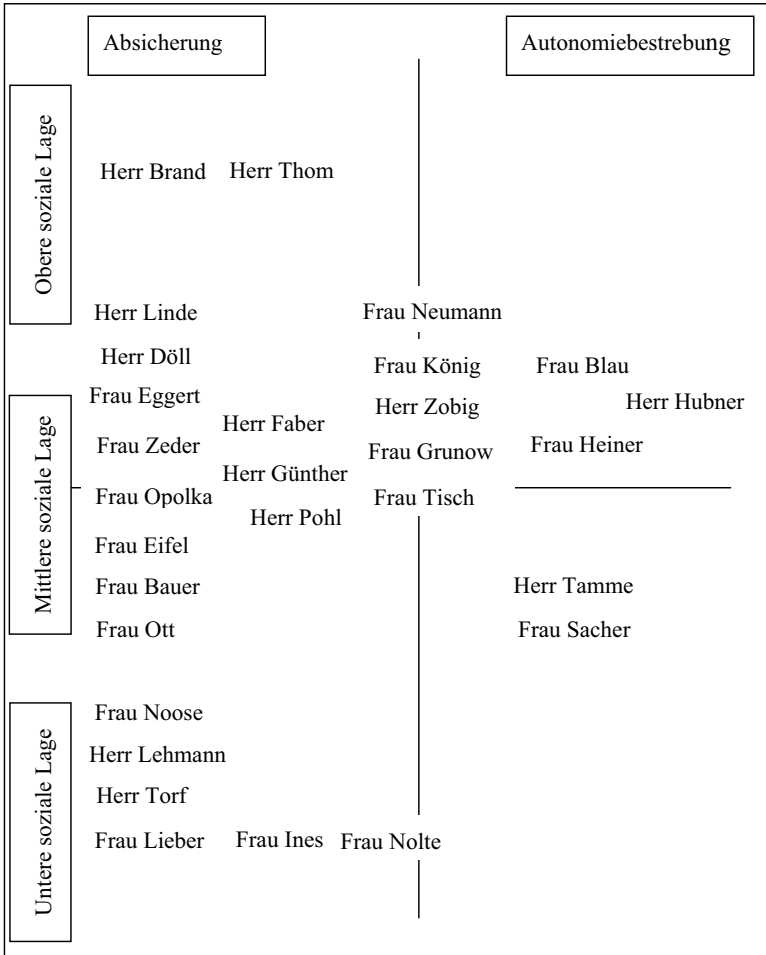 Absicherung
Autonomiebestrebung
Obere soziale Lage
Herr Brand Herr Thom
Herr Linde Frau Neumann
Herr Döll
Frau König Frau Blau
Mittlere soziale Lage
Frau Eggert
Herr Zobig Herr Hubner
Herr Faber
Frau Zeder
Frau Grunow Frau Heiner
Herr Günther
Frau Opolka Frau Tisch
Herr Pohl
Frau Eifel
Frau Bauer Herr Tamme
Frau Ott Frau Sacher
Untere soziale Lage
Frau Noose
Herr Lehmann
Herr Torf
Frau Lieber Frau Ines Frau Nolte